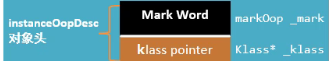 instanceOopDesc
对象头
Mark Word
markOop _mark
klass pointer
Klass* _klass